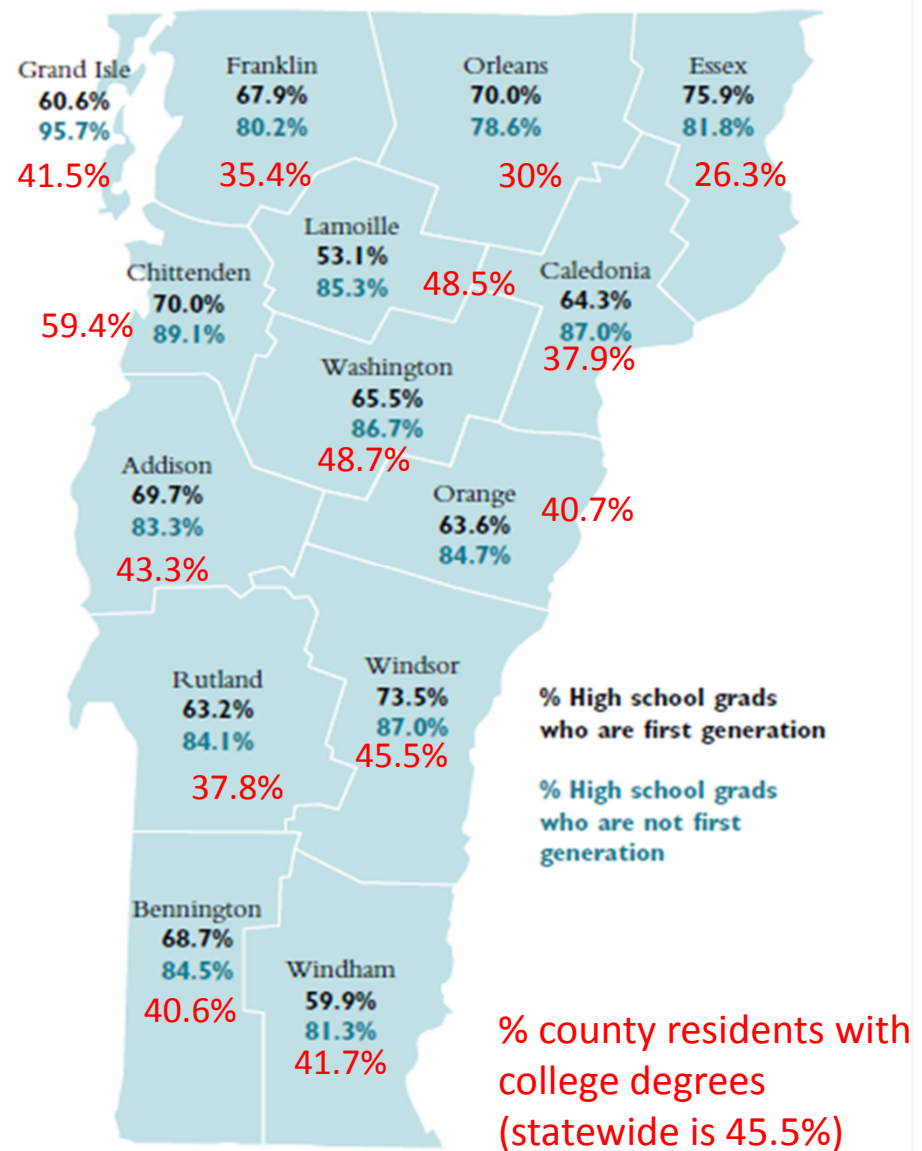 Grand Isle
60.6%
95.7%
41.5%
Franklin
67.9%
80.2%
35.4%
Orleans
70.0%
78.6%
30%
Essex
75.9%
81.8%
26.3%
Lamoille
53.1%
85.3%
48.5%
Chittenden
70.0%
89.1%
59.4%
Caledonia
64.3%
87.0%
37.9%
Washington
65.5%
86.7%
48.7%
Addison
69.7%
83.3%
43.3%
Orange
63.6%
84.7%
40.7%
Rutland
63.2%
84.1%
37.8%
Windsor
73.5%
87.0%
45.5%
% High school grads
who are first generation
% High school grads
who are not first
generation
Bennington
68.7%
84.5%
40.6%
Windham
59.9%
81.3%
41.7%
% county residents with
college degrees
(statewide is 45.5%)